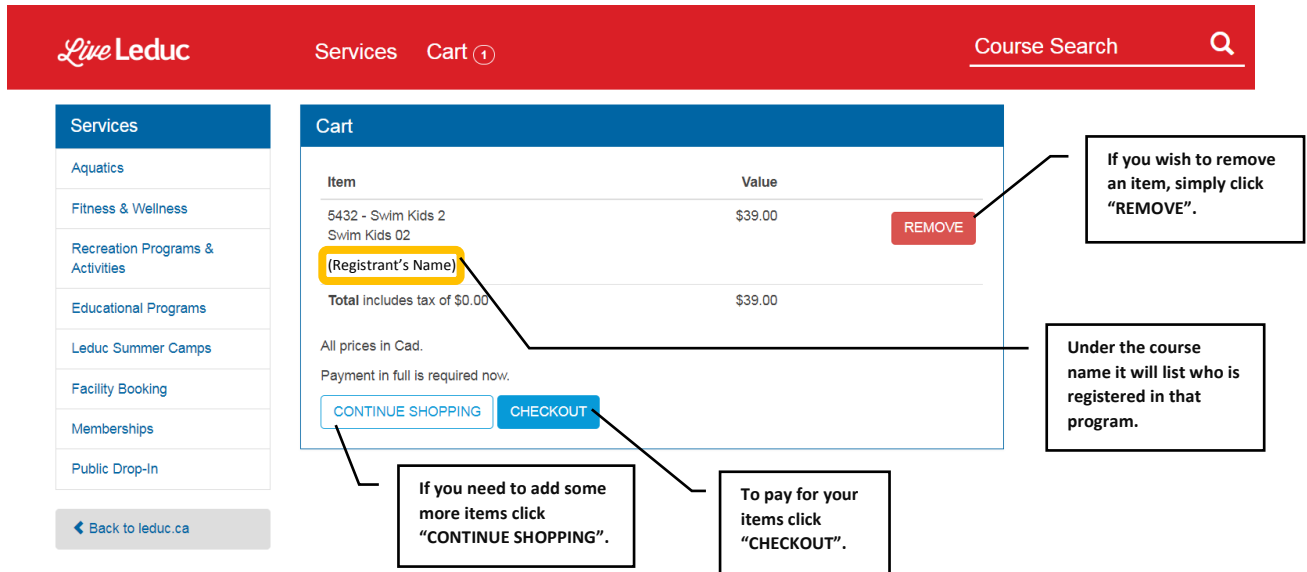 Live Leduc
Services
Cart 1
Course Search
Services
Aquatics
Fitness & Wellness
Recreation Programs &
Activities
Educational Programs
Leduc Summer Camps
Facility Booking
Memberships
Public Drop-In
Back to leduc.ca
Cart
Item Value
5432 - Swim Kids 2 $39.00
Swim Kids 02
REMOVE
(Registrant's Name)
Total includes tax of $0.00 $39.00
All prices in Cad.
Payment in full is required now.
CONTINUE SHOPPING
CHECKOUT
If you wish to remove
an item, simply click
“REMOVE”.
Under the course
name it will list who is
registered in that
program.
If you need to add some
more items click
“CONTINUE SHOPPING”.
To pay for your
items click
“CHECKOUT”.